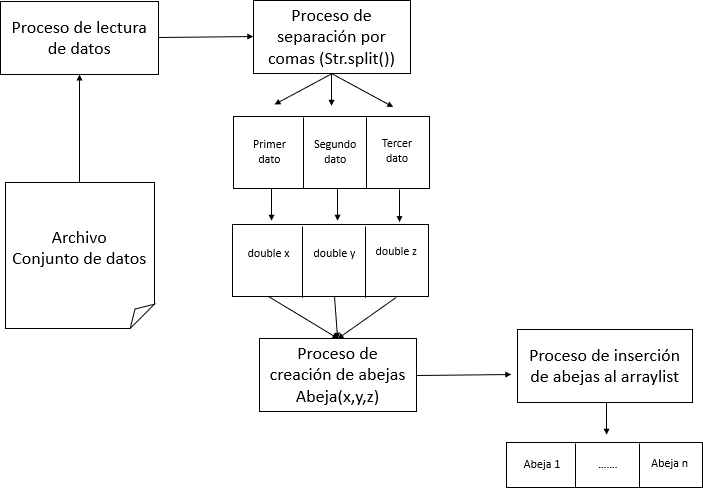 Proceso de lectura
de datos
Proceso de
separación por
comas (Str.split())
Primer
dato
Segundo
dato
Tercer
dato
Archivo
Conjunto de datos
double x
double y
double z
Proceso de
creación de abejas
Abeja(x,y,z)
Proceso de inserción
de abejas al arraylist
Abeja 1
.......
Abeja n